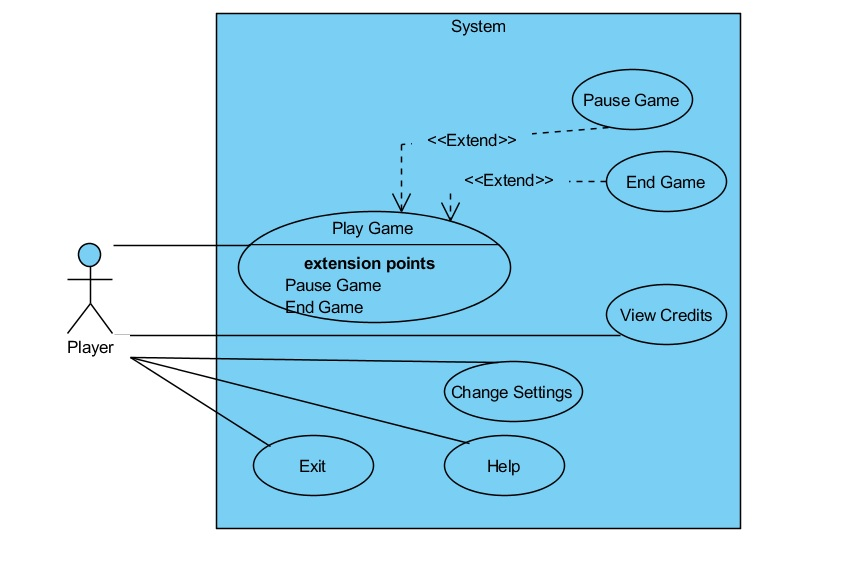 System
Pause Game
<<Extend>>
<<Extend>>
End Game
Play Game
extension points
Pause Game
End Game
View Credits
Player
Change Settings
Exit
Help